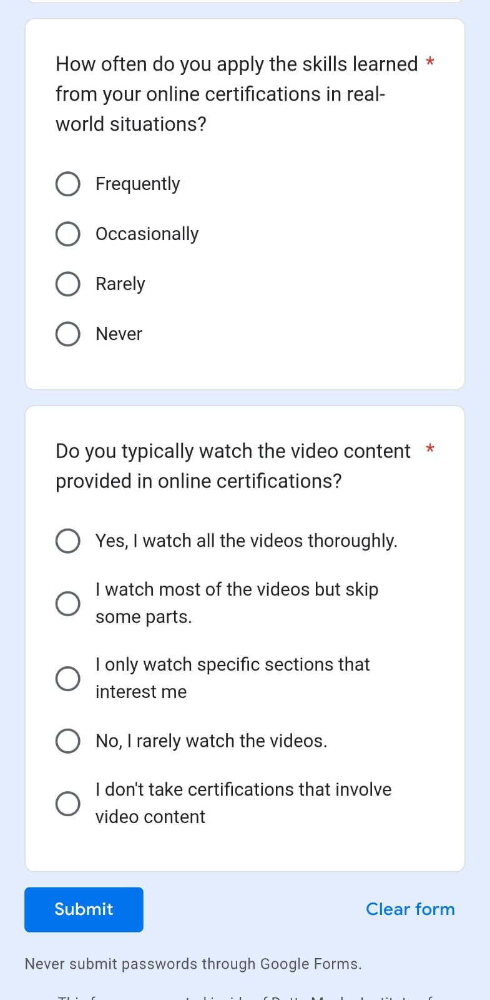 How often do you apply the skills learned *
from your online certifications in real-
world situations?
Frequently
Occasionally
Rarely
Never
Do you typically watch the video content *
provided in online certifications?
Yes, I watch all the videos thoroughly.
I watch most of the videos but skip
some parts.
I only watch specific sections that
interest me
No, I rarely watch the videos.
I don't take certifications that involve
video content
Submit
Clear form
Never submit passwords through Google Forms.